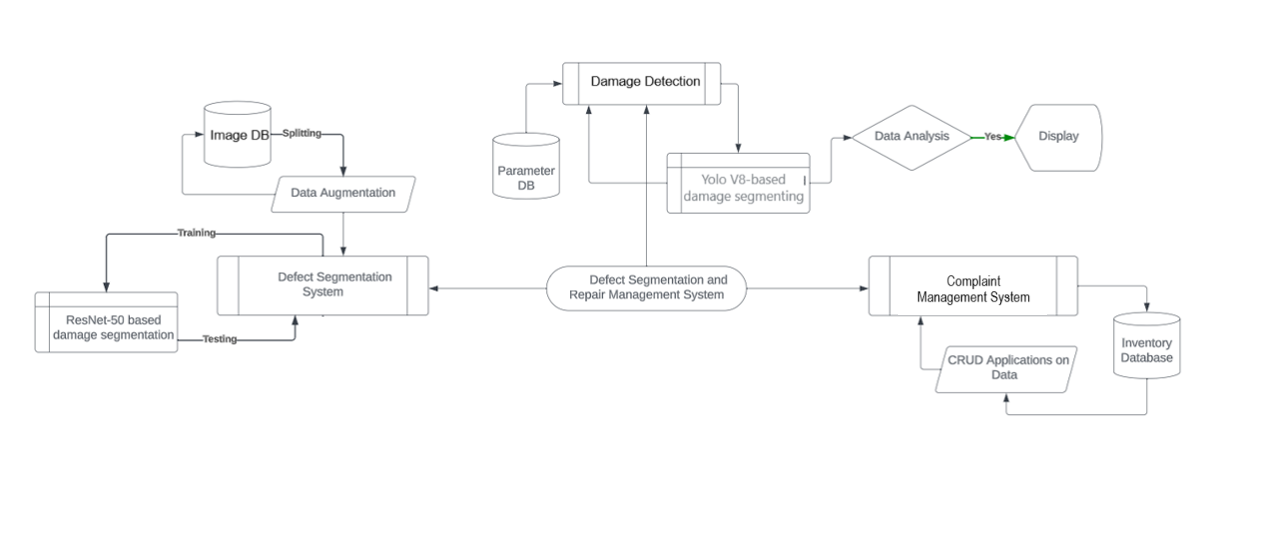 Damage Detection
Image DB
Splitting
Data Analysis
Yes
Display
Parameter
DB
Yolo V8-based
damage segmenting
Data Augmentation
Training
Defect Segmentation
System
Defect Segmentation and
Repair Management System
Complaint
Management System
ResNet-50 based
damage segmentation
Testing
Inventory
Database
CRUD Applications on
Data